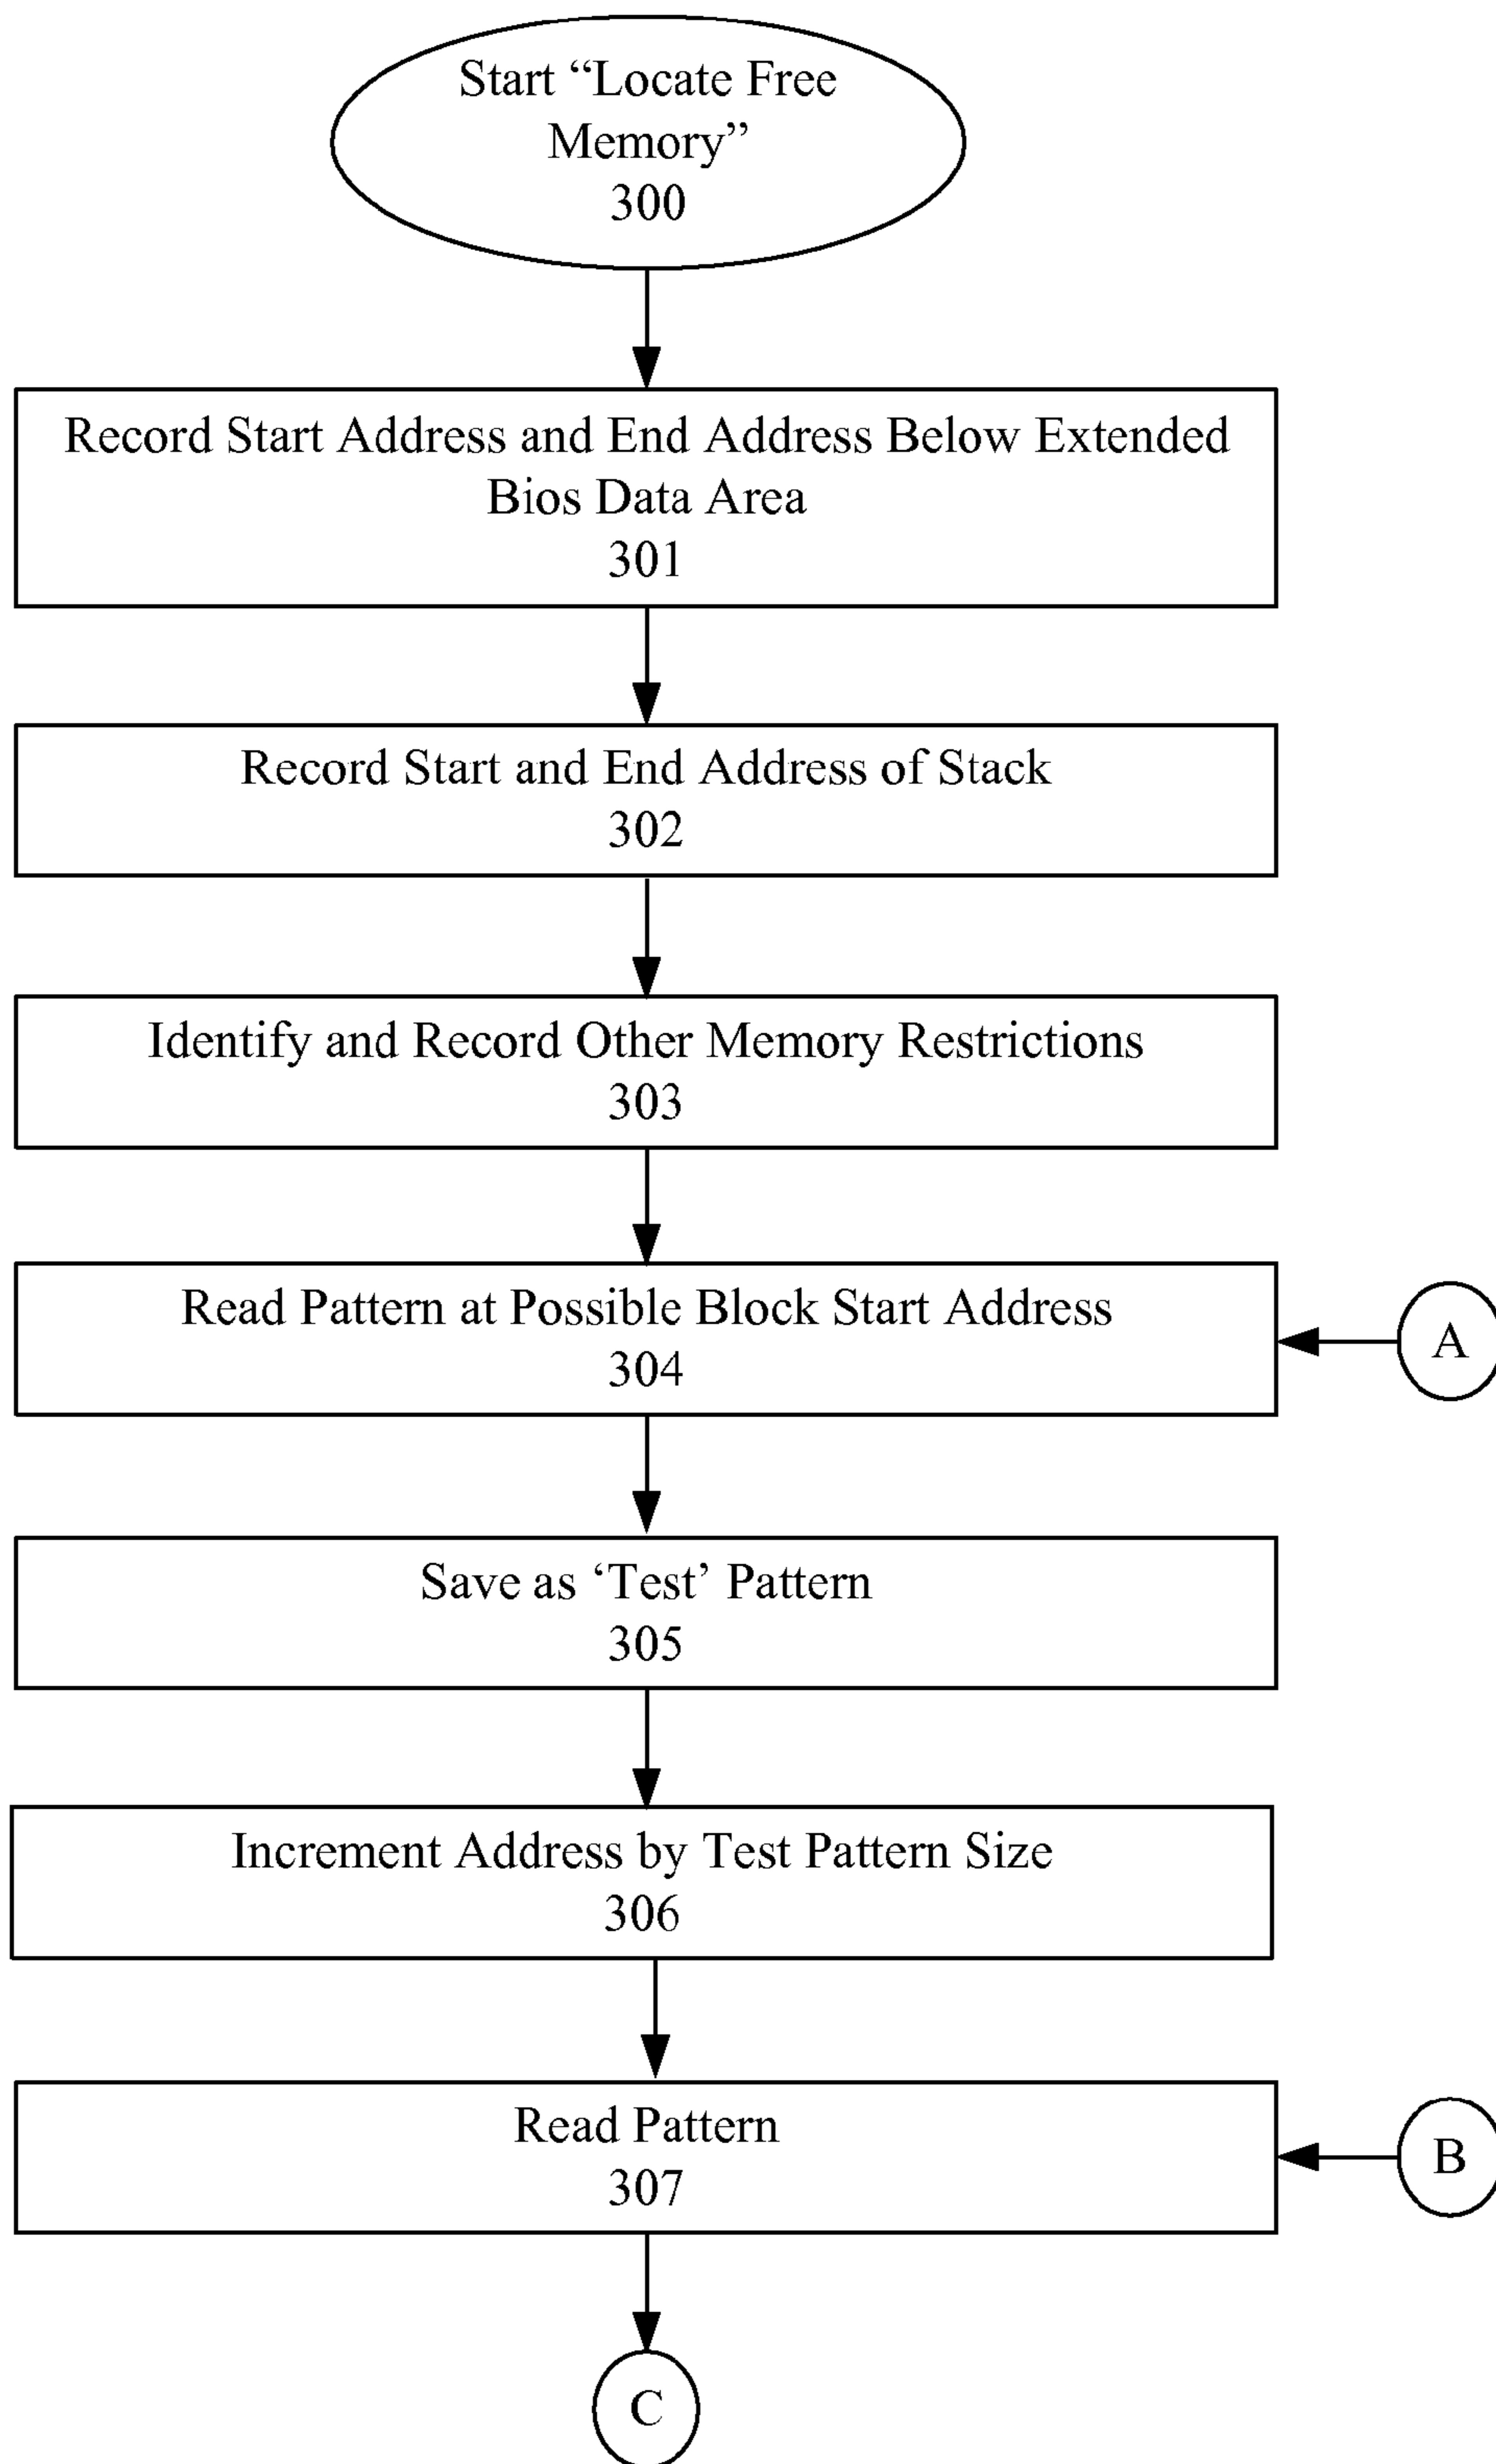 Start “Locate Free
Memory”
300
Record Start Address and End Address Below Extended
Bios Data Area
301
Record Start and End Address of Stack
302
Identify and Record Other Memory Restrictions
303
Read Pattern at Possible Block Start Address
304
A
Save as ‘Test’ Pattern
305
Increment Address by Test Pattern Size
306
Read Pattern
307
B
C